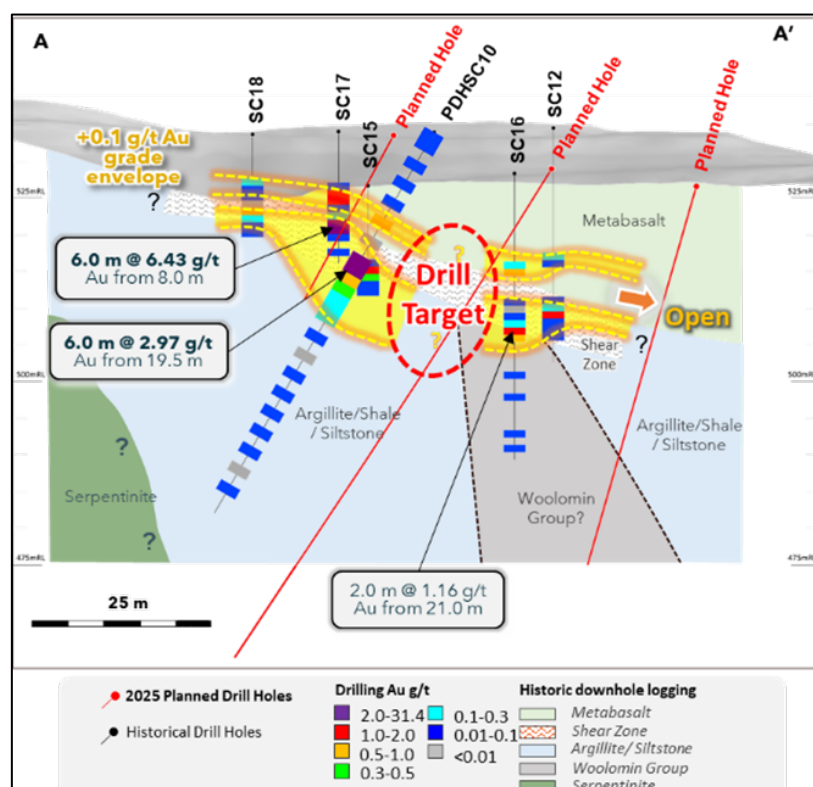 A
A'
SC18
SC17
SC15
Planned Hole
PDHSC10
SC16
SC12
Planned Hole
Planned Hole
+0.1 g/t Au
grade
envelope
?
525mRL
525mRL
Metabasalt
6.0 m @ 6.43 g/t
Au from 8.0 m
?
Drill
Target
?
Open
6.0 m @ 2.97 g/t
Au from 19.5 m
Shear
Zone
?
500mRL
500mRL
Argillite/Shale
/ Siltstone
Argillite/Shale
/ Siltstone
?
Serpentinite
?
Woolomin
Group?
475mRL
475mRL
2.0 m @ 1.16 g/t
Au from 21.0 m
25 m
2025 Planned Drill Holes
Historical Drill Holes
Drilling Au g/t
2.0-31.4
1.0-2.0
0.5-1.0
0.3-0.5
0.1-0.3
0.01-0.1
<0.01
Historic downhole logging
Metabasalt
Shear Zone
Argillite/ Siltstone
Woolomin Group
Serpentinite